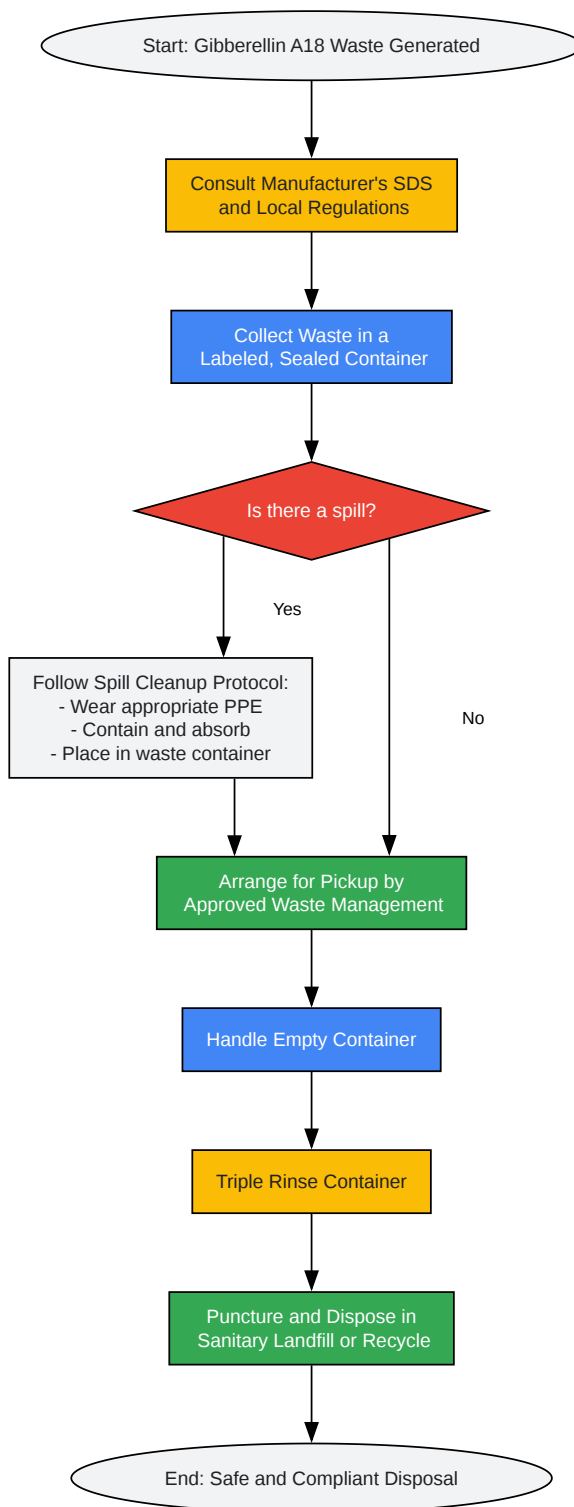 Start: Gibberellin A18 Waste Generated
Consult Manufacturer's SDS
and Local Regulations
Collect Waste in a
Labeled, Sealed Container
Is there a spill?
Yes
Follow Spill Cleanup Protocol:
- Wear appropriate PPE
- Contain and absorb
- Place in waste container
No
Arrange for Pickup by
Approved Waste Management
Handle Empty Container
Triple Rinse Container
Puncture and Dispose in
Sanitary Landfill or Recycle
End: Safe and Compliant Disposal